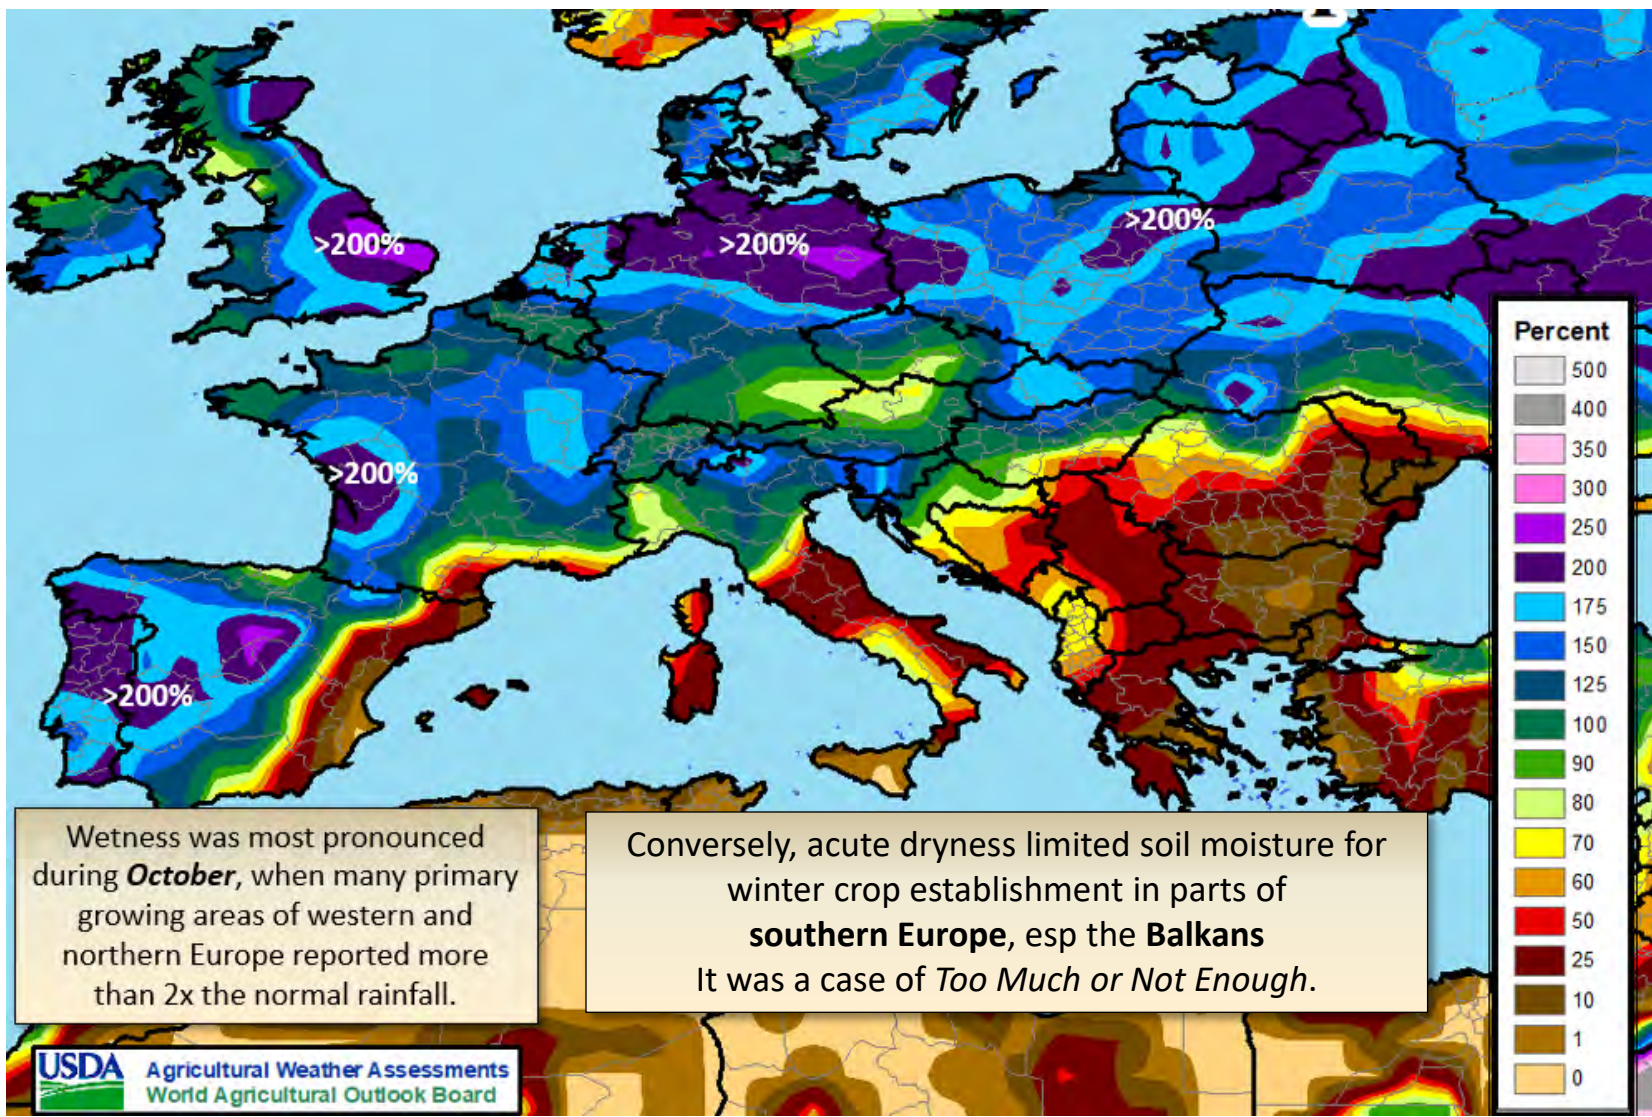 >200%
>200%
>200%
>200%
>200%
Percent
500
400
350
300
250
200
175
150
125
100
90
80
70
60
50
25
10
1
0
Wetness was most pronounced
during October, when many primary
growing areas of western and
northern Europe reported more
than 2x the normal rainfall.
Conversely, acute dryness limited soil moisture for
winter crop establishment in parts of
southern Europe, esp the Balkans
It was a case of Too Much or Not Enough.
USDA
Agricultural Weather Assessments
World Agricultural Outlook Board